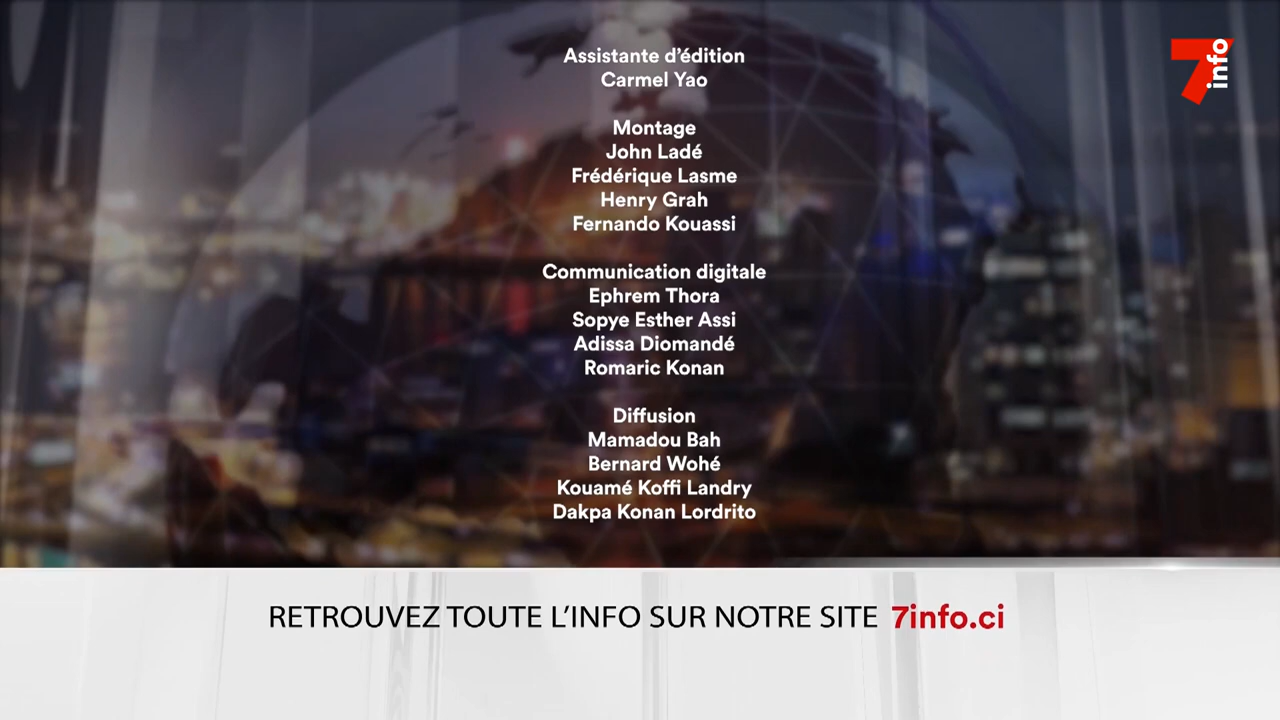 7info
Assistante d'édition
Carmel Yao
Montage
John Ladé
Frédérique Lasme
Henry Grah
Fernando Kouassi
Communication digitale
Ephrem Thora
Sopye Esther Assi
Adissa Diomandé
Romaric Konan
Diffusion
Mamadou Bah
Bernard Wohé
Kouamé Koffi Landry
Dakpa Konan Lordrito
RETROUVEZ TOUTE L'INFO SUR NOTRE SITE 7info.ci